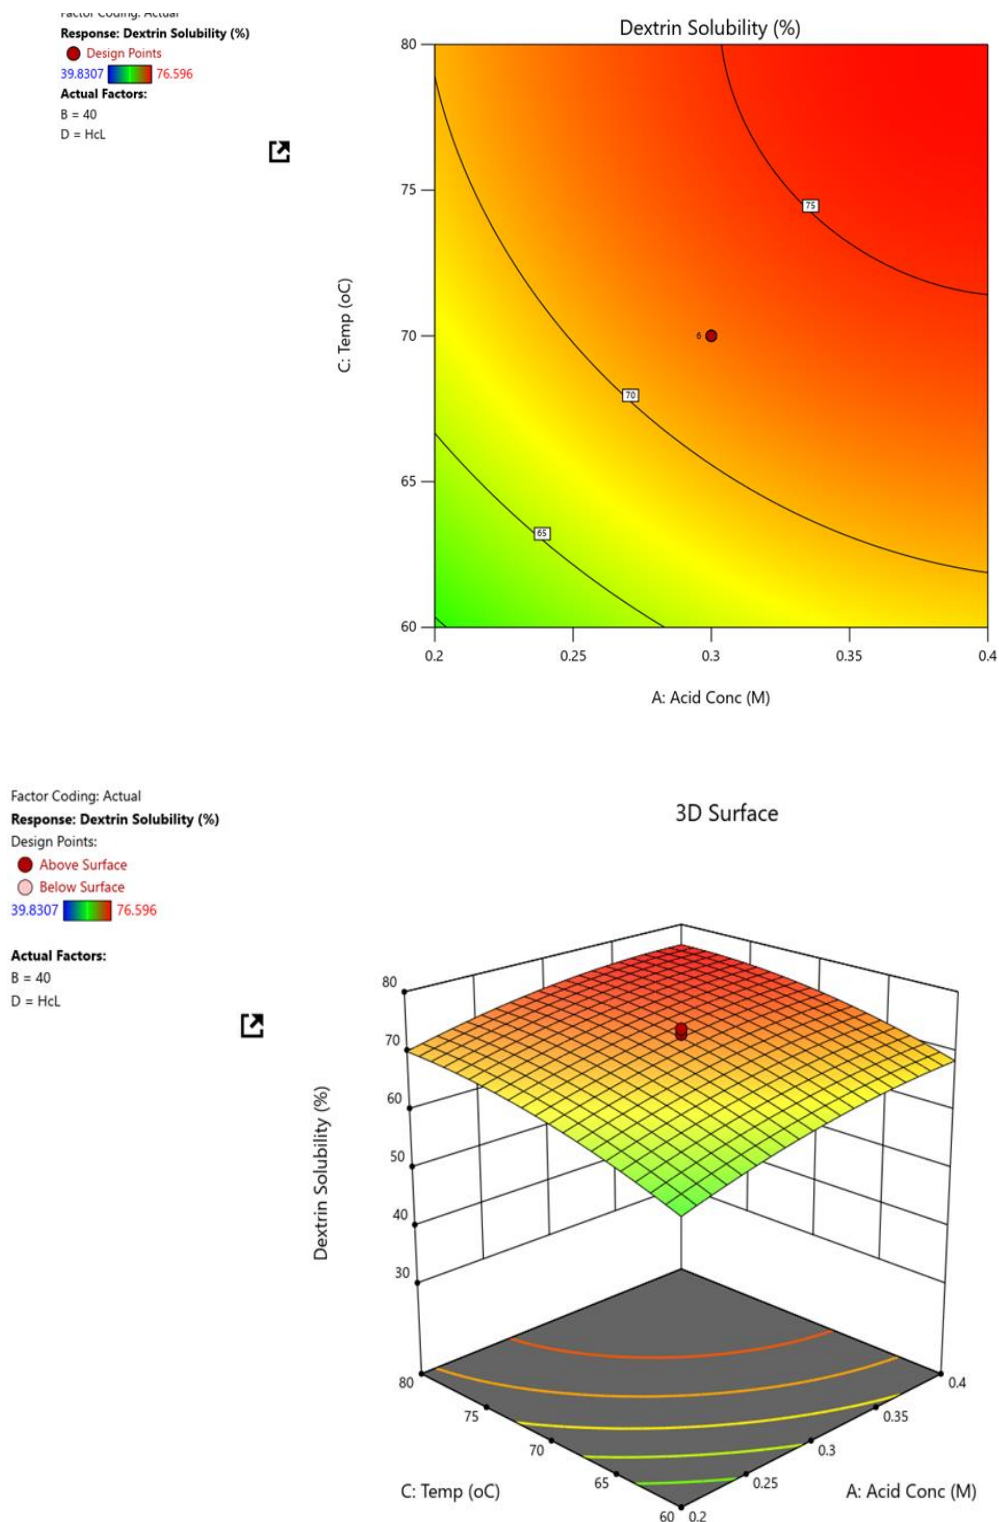 Factor Coding: Actual
Response: Dextrin Solubility (%)
Design Points
39.8307 76.596
Actual Factors:
B = 40
D = HcL
Dextrin Solubility (%)
80
75
70
65
60
C: Temp (oC)
75
70
65
6
0.2 0.25 0.3 0.35 0.4
A: Acid Conc (M)
Factor Coding: Actual
Response: Dextrin Solubility (%)
Design Points:
Above Surface
Below Surface
39.8307 76.596
Actual Factors:
B = 40
D = HcL
3D Surface
80
70
60
50
40
30
Dextrin Solubility (%)
80
75
70
65
60
C: Temp (oC)
0.4
0.35
0.3
0.25
0.2
A: Acid Conc (M)